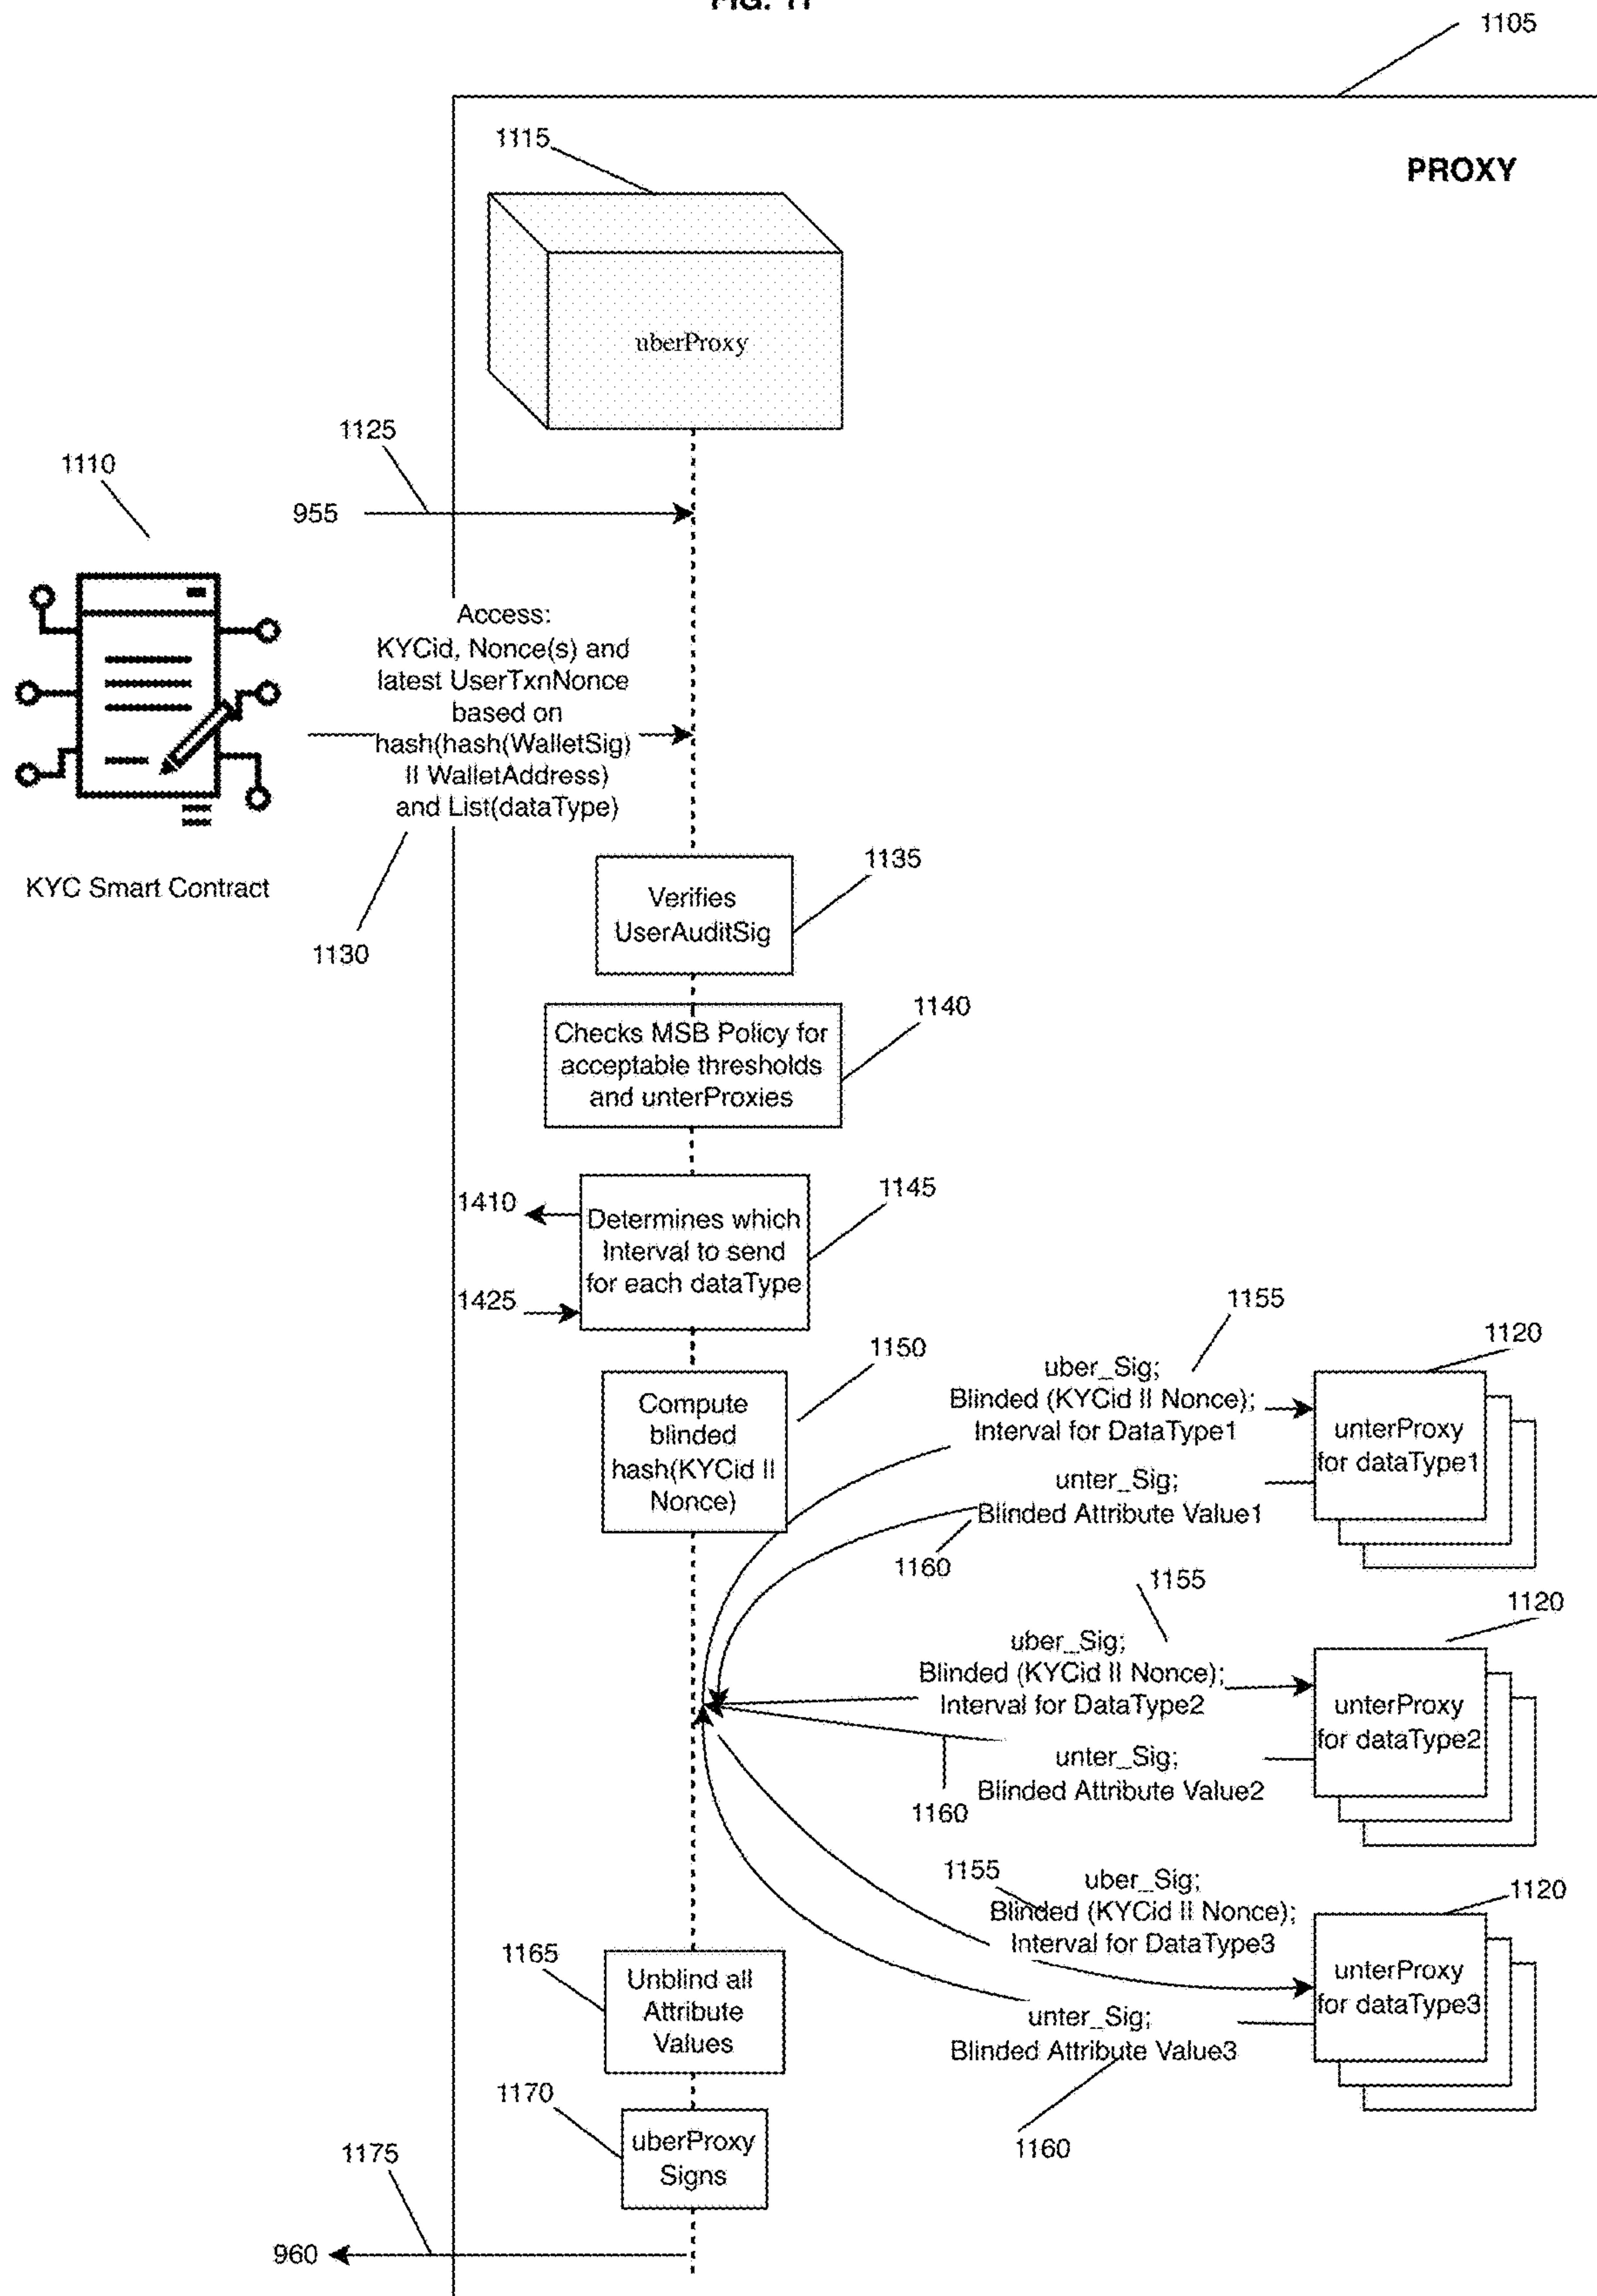 FIG. 11
1105
1115
PROXY
uberProxy
1125
1110
955
Access:
KYCid, Nonce(s) and
latest UserTxnNonce
based on
hash(hash(WalletSig)
II WalletAddress)
and List(dataType)
KYC Smart Contract
1130
1135
Verifies
UserAuditSig
1140
Checks MSB Policy for
acceptable thresholds
and unterProxies
1145
1410
Determines which
Interval to send
for each dataType
1425
1150
Compute
blinded
hash(KYCid II
Nonce)
1155
1120
uber_Sig;
Blinded (KYCid II Nonce);
Interval for DataType1
unterProxy
for dataType1
unter_Sig;
Blinded Attribute Value1
1160
1155
1120
uber_Sig;
Blinded (KYCid II Nonce);
Interval for DataType2
unterProxy
for dataType2
unter_Sig;
Blinded Attribute Value2
1160
1155
1120
uber_Sig;
Blinded (KYCid II Nonce);
Interval for DataType3
unterProxy
for dataType3
unter_Sig;
Blinded Attribute Value3
1160
1165
Unblind all
Attribute
Values
1170
uberProxy
Signs
1175
960